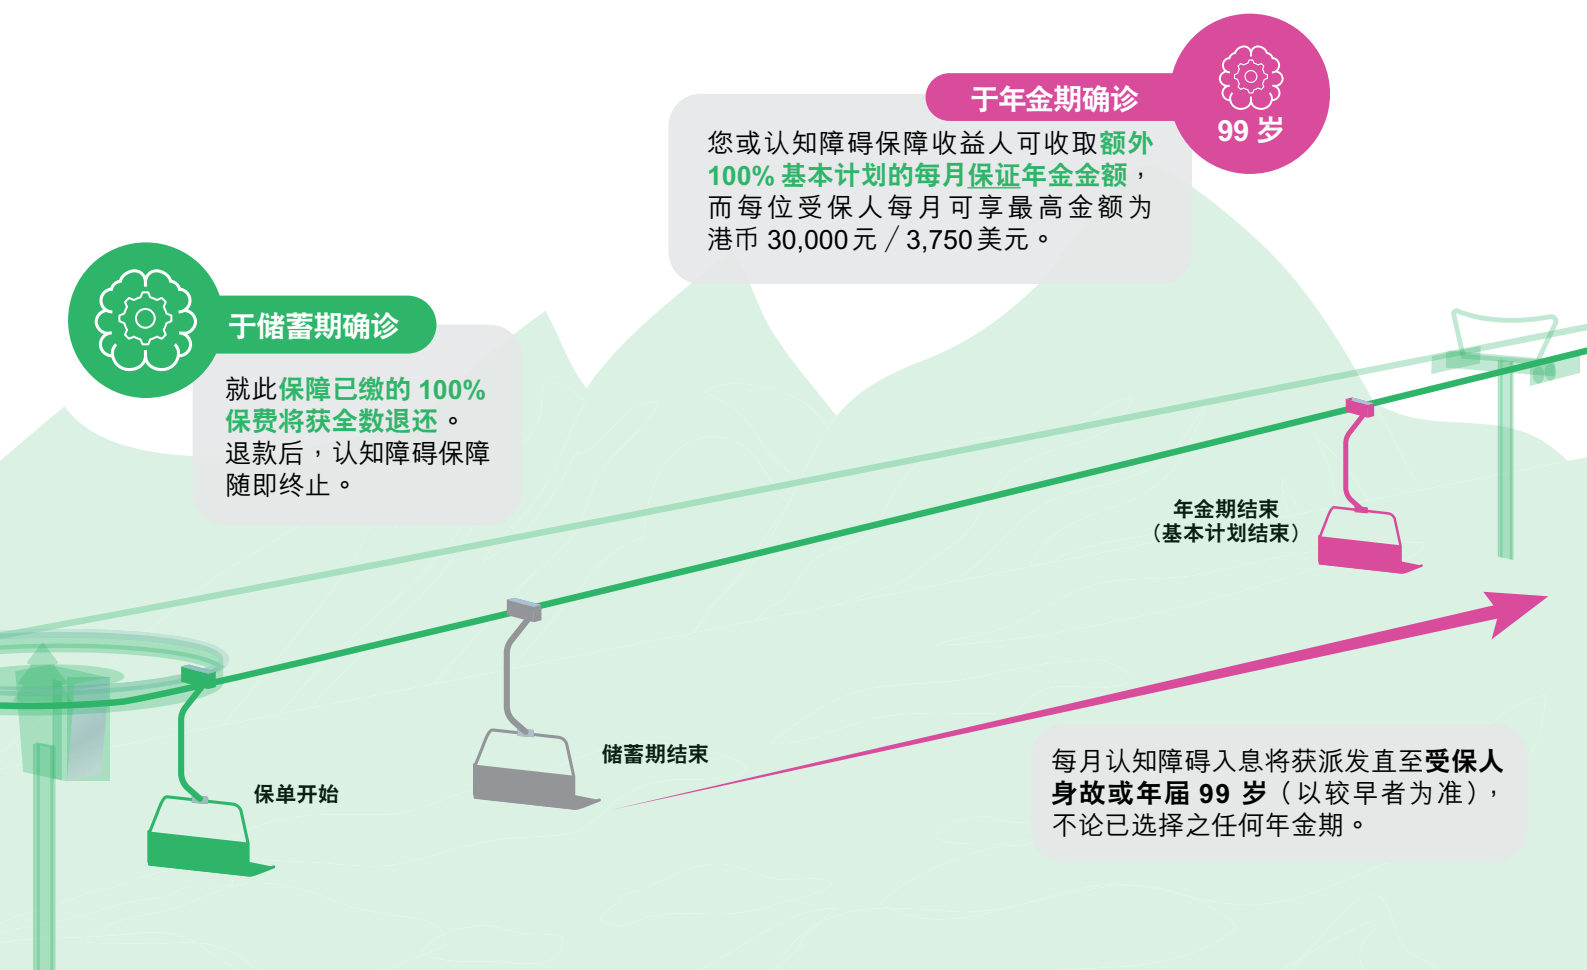 于年金期确诊
99 岁
您或认知障碍保障收益人可收取额外
100% 基本计划的每月保证年金金额，
而每位受保人每月可享最高金额为
港币 30,000元╱3,750美元。
于储蓄期确诊
就此保障已缴的 100%
保费将获全数退还。
退款后，认知障碍保障
随即终止。
年金期结束
（基本计划结束）
储蓄期结束
保单开始
每月认知障碍入息将获派发直至受保人
身故或年届 99 岁（以较早者为准），
不论已选择之任何年金期。